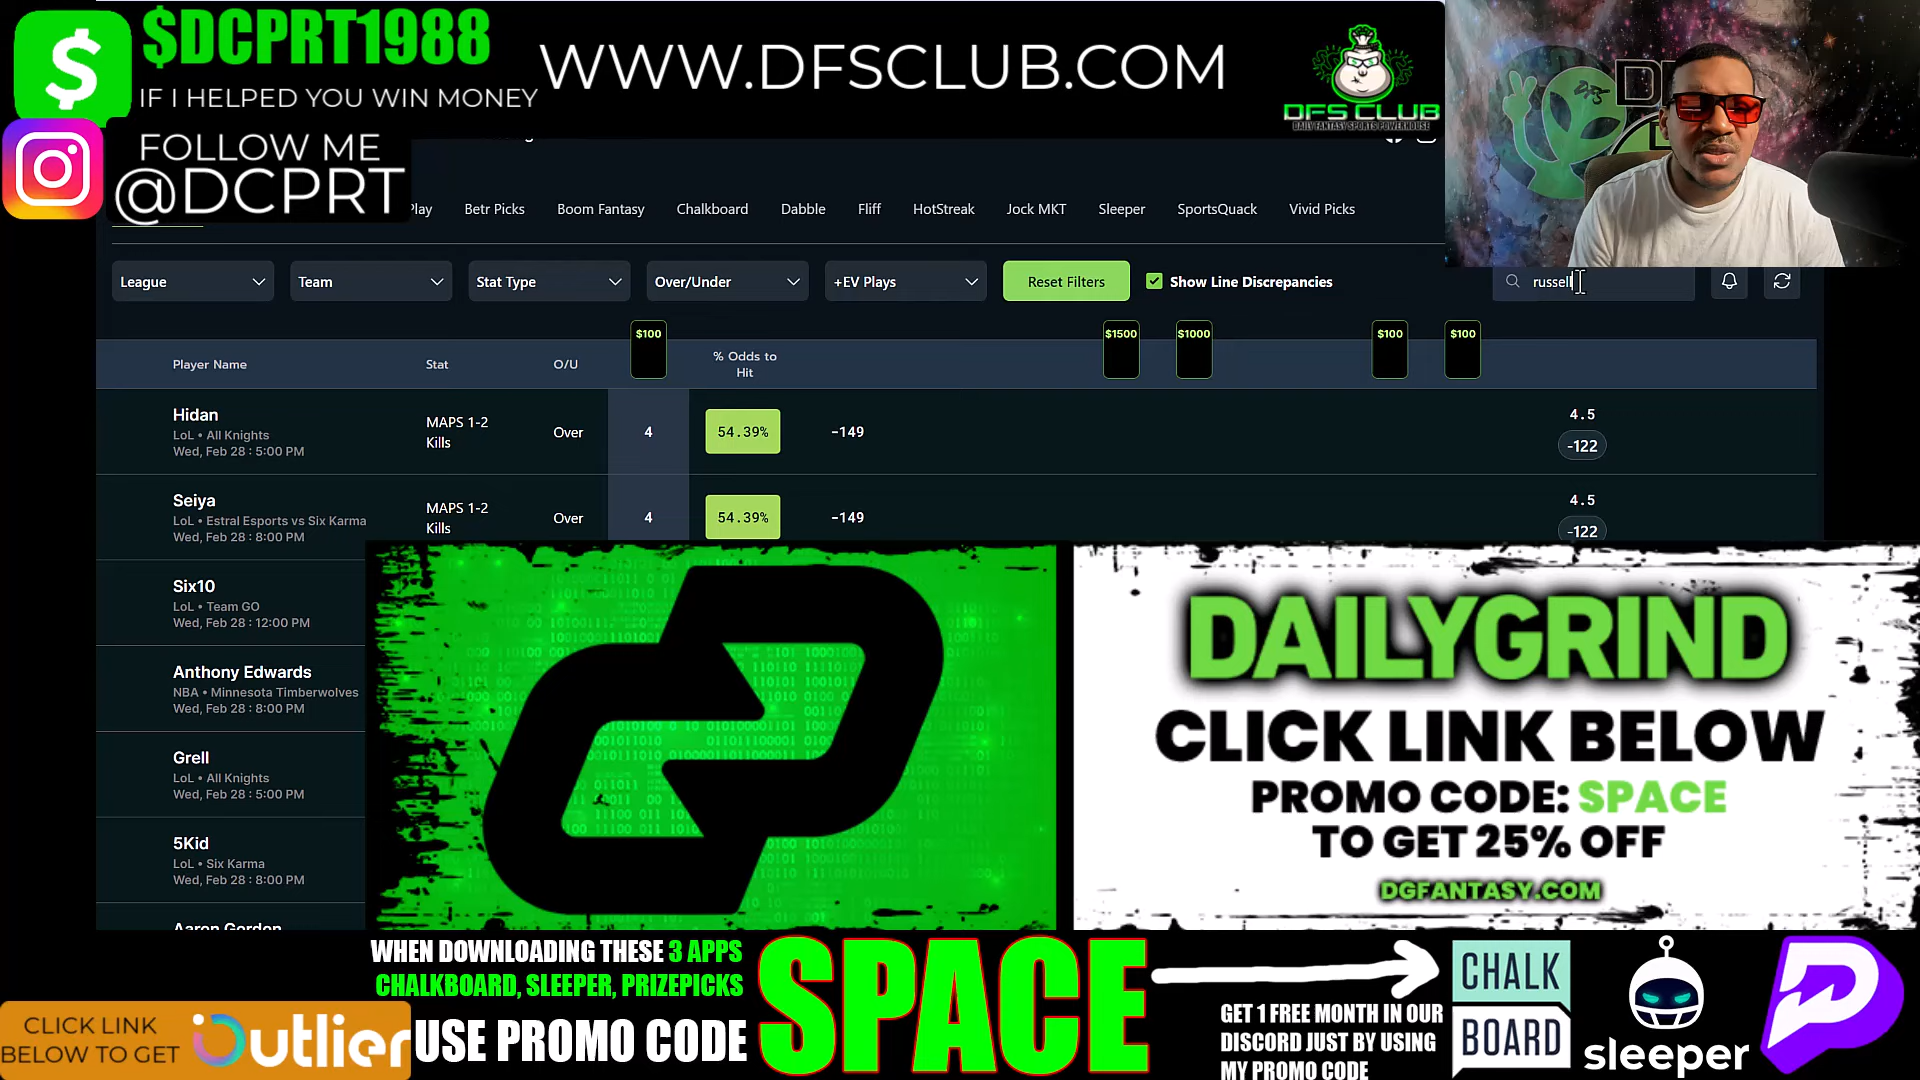 $DCPRT1988
IF I HELPED YOU WIN MONEY
WWW.DFSCLUB.COM
DFS CLUB
DAILY FANTASY SPORTS POWERHOUSE
FOLLOW ME
@DCPRT
Play Betr Picks Boom Fantasy Chalkboard Dabble Fliff HotStreak Jock MKT Sleeper SportsQuack Vivid Picks
League Team Stat Type Over/Under +EV Plays Reset Filters Show Line Discrepancies russell
$100 $1500 $1000 $100 $100
Player Name Stat O/U % Odds to Hit
Hidan
LoL • All Knights
Wed, Feb 28 : 5:00 PM
MAPS 1-2
Kills
Over 4 54.39% -149
4.5
-122
Seiya
LoL • Estral Esports vs Six Karma
Wed, Feb 28 : 8:00 PM
MAPS 1-2
Kills
Over 4 54.39% -149
4.5
-122
Six10
LoL • Team GO
Wed, Feb 28 : 12:00 PM
Anthony Edwards
NBA • Minnesota Timberwolves
Wed, Feb 28 : 8:00 PM
Grell
LoL • All Knights
Wed, Feb 28 : 5:00 PM
5Kid
LoL • Six Karma
Wed, Feb 28 : 8:00 PM
Aaron Gordon
DAILYGRIND
CLICK LINK BELOW
PROMO CODE: SPACE
TO GET 25% OFF
DGFANTASY.COM
WHEN DOWNLOADING THESE 3 APPS
CHALKBOARD, SLEEPER, PRIZEPICKS
USE PROMO CODE
SPACE
CLICK LINK
BELOW TO GET
Outlier
GET 1 FREE MONTH IN OUR
DISCORD JUST BY USING
MY PROMO CODE
CHALK
BOARD
sleeper